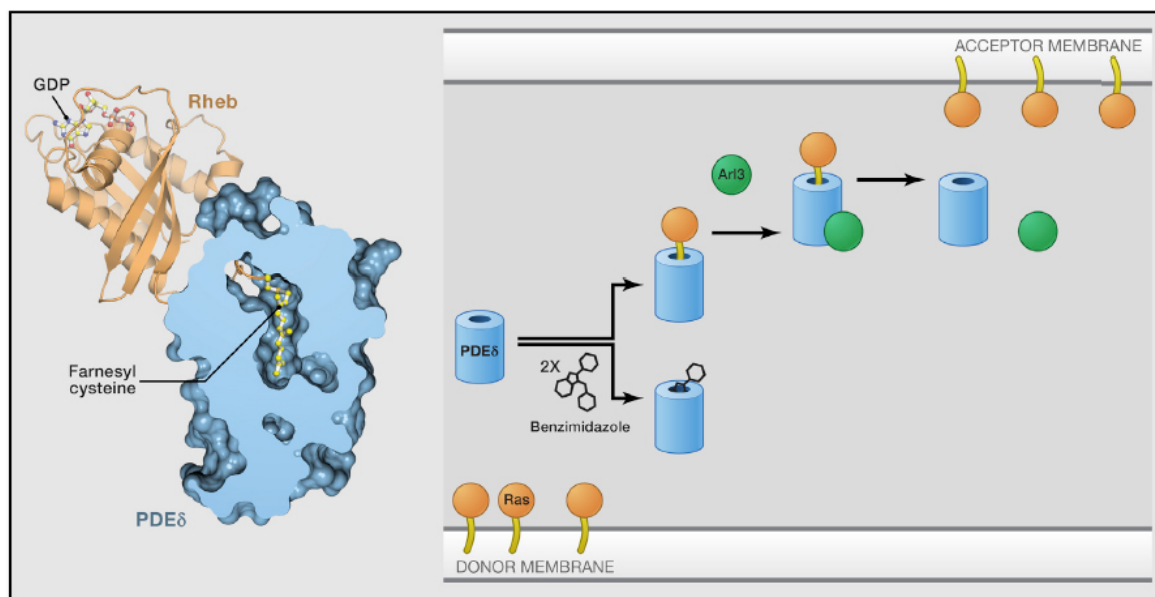 GDP
Rheb
Farnesyl
cysteine
PDEδ
ACCEPTOR MEMBRANE
Arl3
PDEδ
2X
Benzimidazole
Ras
DONOR MEMBRANE